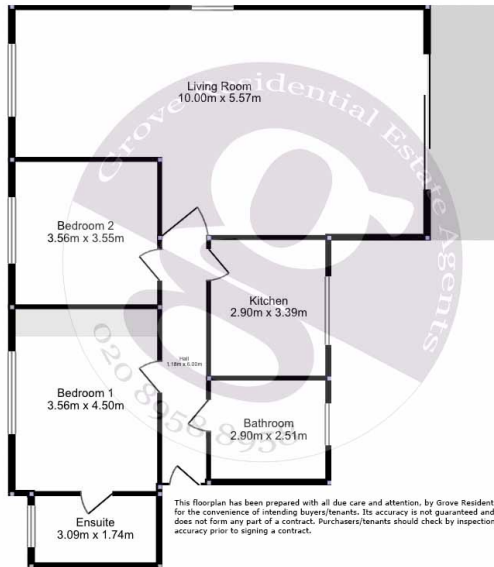 Living Room
10.00m x 5.57m
Bedroom 2
3.56m x 3.55m
Kitchen
2.90m x 3.39m
Hall
Bedroom 1
3.56m x 4.50m
Bathroom
2.90m x 2.51m
Ensuite
3.09m x 1.74m
Grove Residential Estate Agents
020 8958 8958
This floorplan has been prepared with all due care and attention, by Grove Resident
for the convenience of intending buyers/tenants. Its accuracy is not guaranteed and
does not form any part of a contract. Purchasers/tenants should check by inspection
accuracy prior to signing a contract.